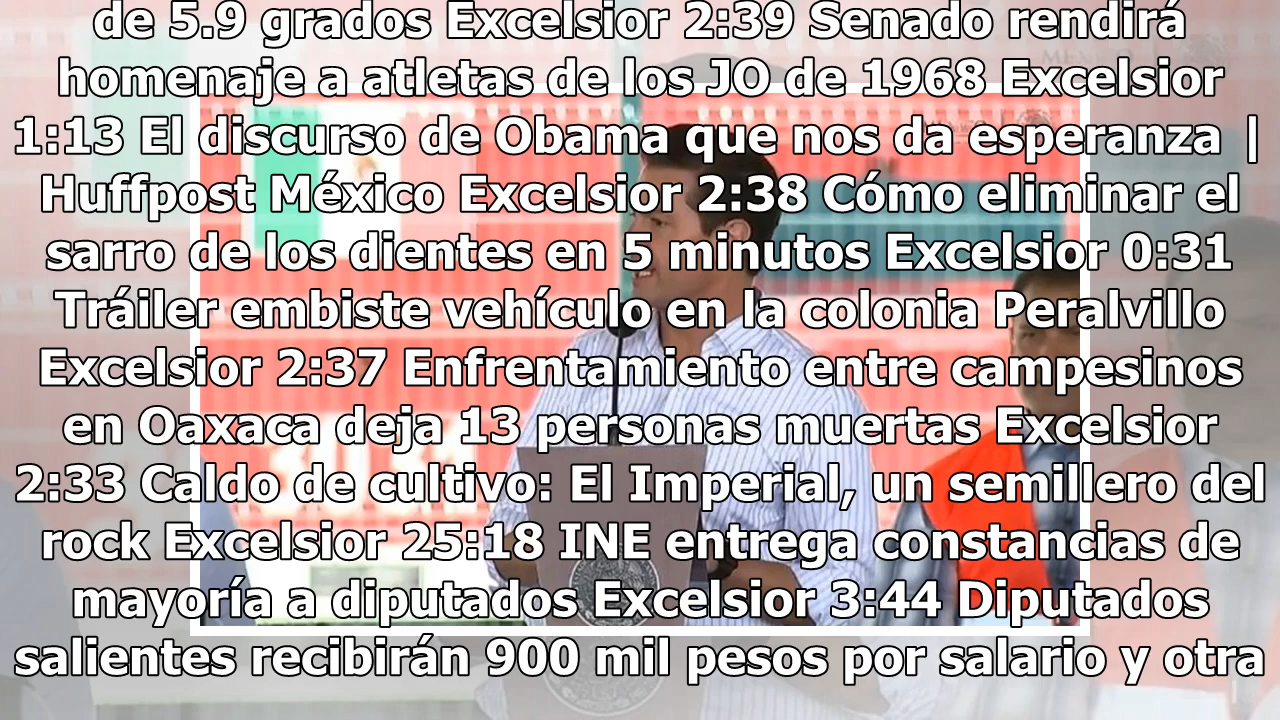 de 5.9 grados Excelsior 2:39 Senado rendirá
homenaje a atletas de los JO de 1968 Excelsior
1:13 El discurso de Obama que nos da esperanza |
Huffpost México Excelsior 2:38 Cómo eliminar el
sarro de los dientes en 5 minutos Excelsior 0:31
Tráiler embiste vehículo en la colonia Peralvillo
Excelsior 2:37 Enfrentamiento entre campesinos
en Oaxaca deja 13 personas muertas Excelsior
2:33 Caldo de cultivo: El Imperial, un semillero del
rock Excelsior 25:18 INE entrega constancias de
mayoría a diputados Excelsior 3:44 Diputados
salientes recibirán 900 mil pesos por salario y otra